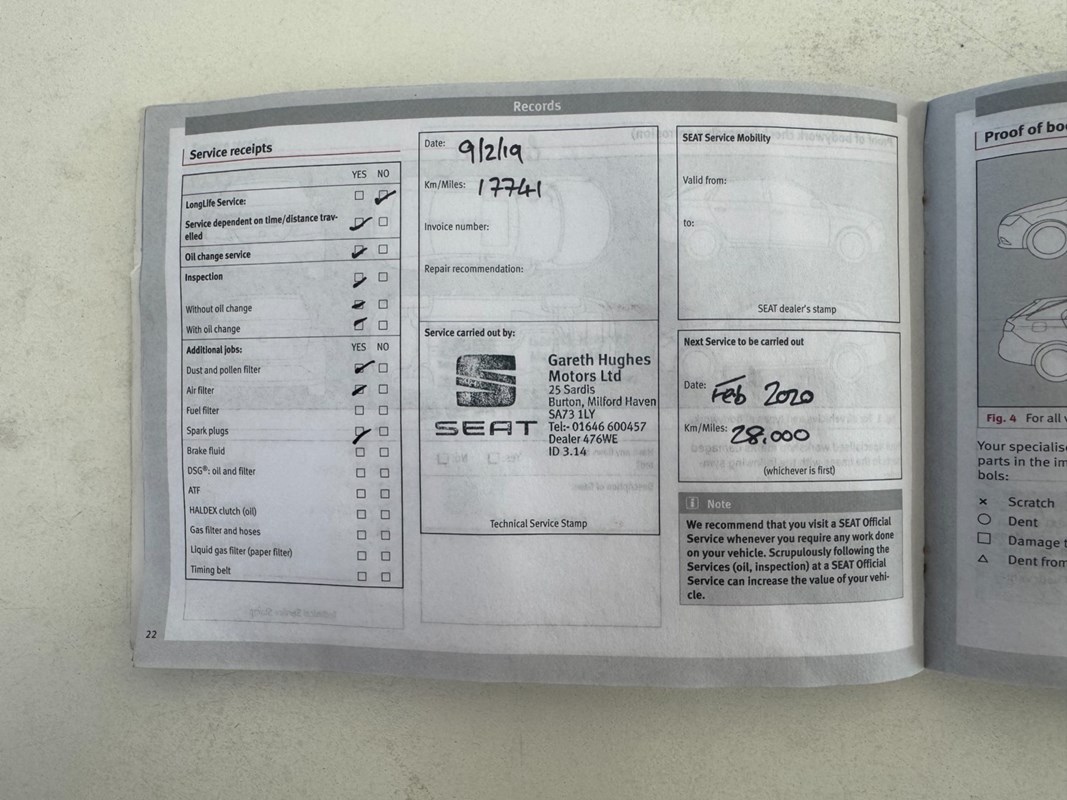 Records
Service receipts
YES NO
LongLife Service:
Service dependent on time/distance trav-
elled
Oil change service
Inspection
Without oil change
With oil change
Additional jobs: YES NO
Dust and pollen filter
Air filter
Fuel filter
Spark plugs
Brake fluid
DSG®: oil and filter
ATF
HALDEX clutch (oil)
Gas filter and hoses
Liquid gas filter (paper filter)
Timing belt
22
Date: 9/2/19
Km/Miles: 17741
Invoice number:
Repair recommendation:
Service carried out by:
SEAT
Gareth Hughes
Motors Ltd
25 Sardis
Burton, Milford Haven
SA73 1LY
Tel:- 01646 600457
Dealer 476WE
ID 3.14
Technical Service Stamp
SEAT Service Mobility
Valid from:
to:
SEAT dealer's stamp
Next Service to be carried out
Date: Feb 2020
Km/Miles: 28,000
(whichever is first)
Note
We recommend that you visit a SEAT Official
Service whenever you require any work done
on your vehicle. Scrupulously following the
Services (oil, inspection) at a SEAT Official
Service can increase the value of your vehi-
cle.
Proof of bo
Fig. 4 For all v
Your specialis
parts in the im
bols:
× Scratch
Dent
Damage t
Dent from